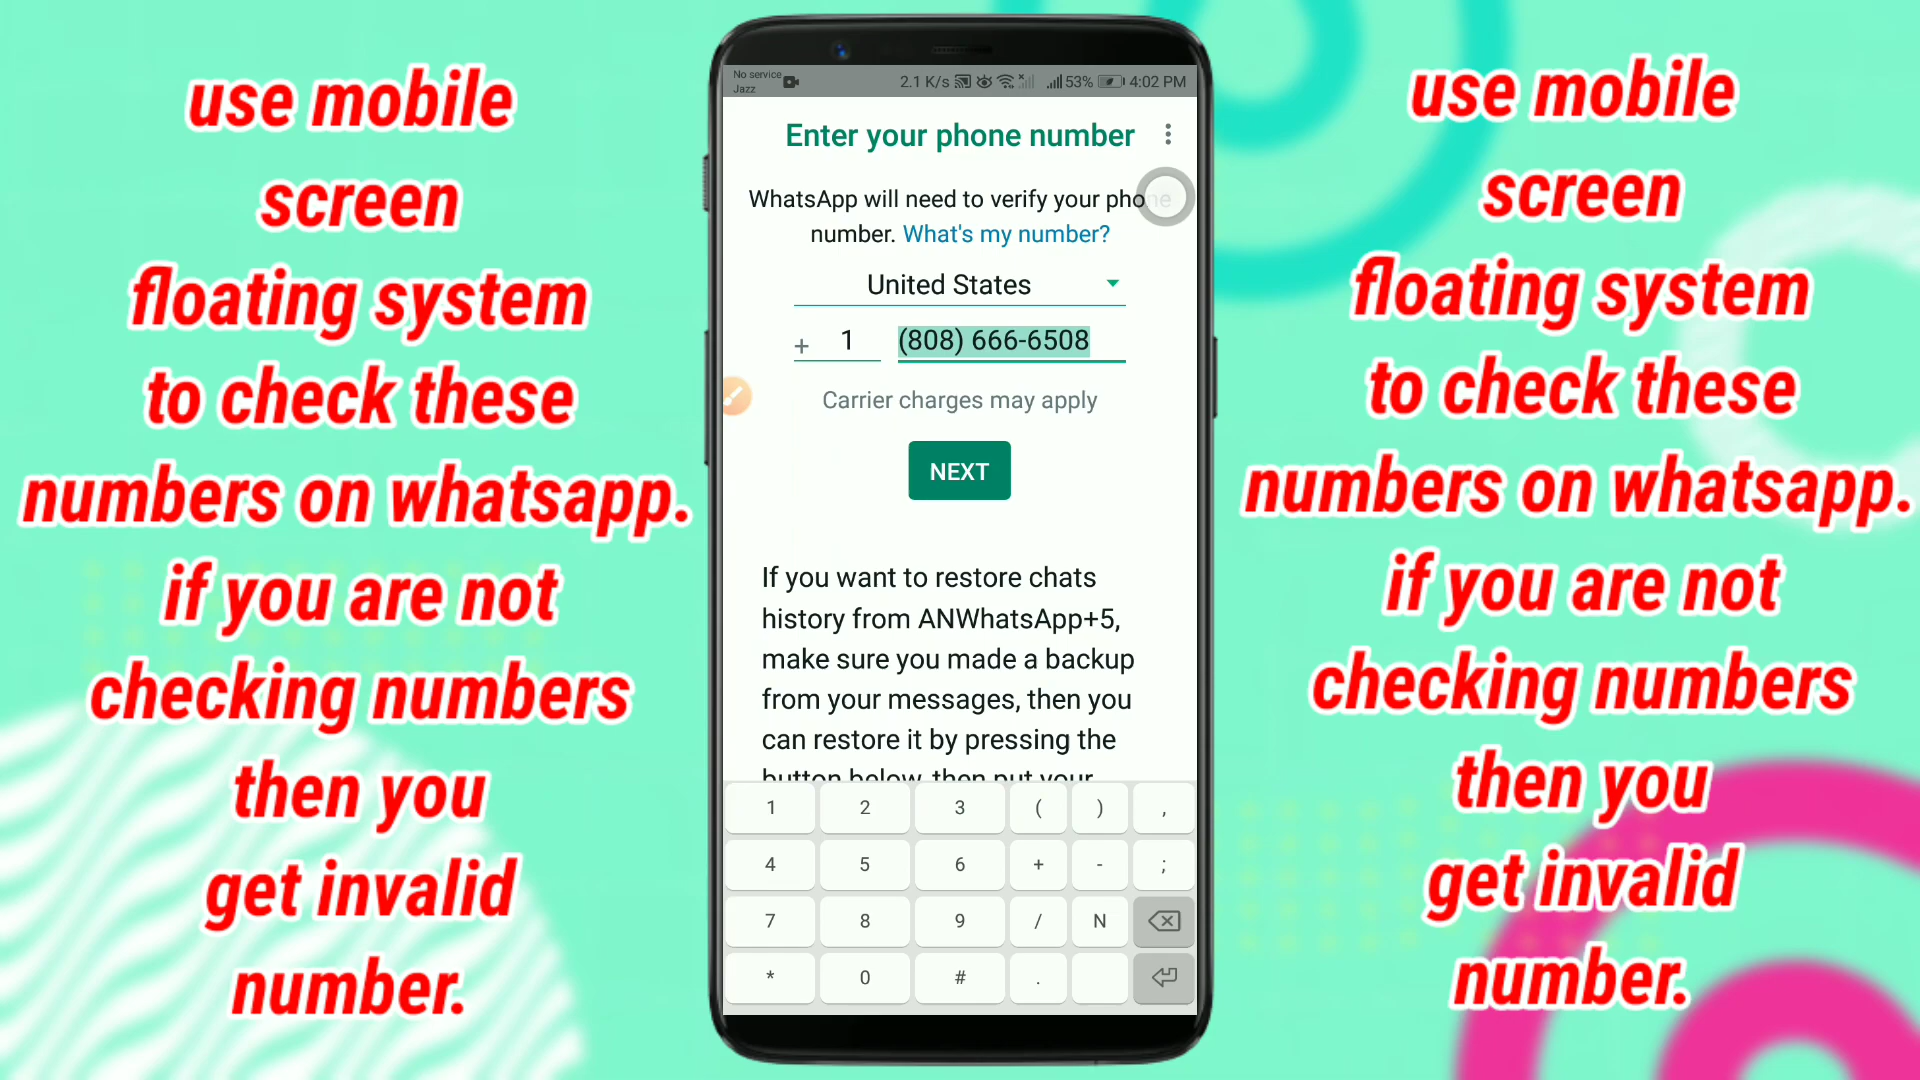 use mobile
screen
floating system
to check these
numbers on whatsapp.
if you are not
checking numbers
then you
get invalid
number.
No service
Jazz
2.1 K/s 53% 4:02 PM
Enter your phone number
WhatsApp will need to verify your phone
number. What's my number?
United States
+ 1 (808) 666-6508
Carrier charges may apply
NEXT
If you want to restore chats
history from ANWhatsApp+5,
make sure you made a backup
from your messages, then you
can restore it by pressing the
button below, then put your
1 2 3 ( ) ,
4 5 6 + - ;
7 8 9 / N
* 0 # .
use mobile
screen
floating system
to check these
numbers on whatsapp.
if you are not
checking numbers
then you
get invalid
number.